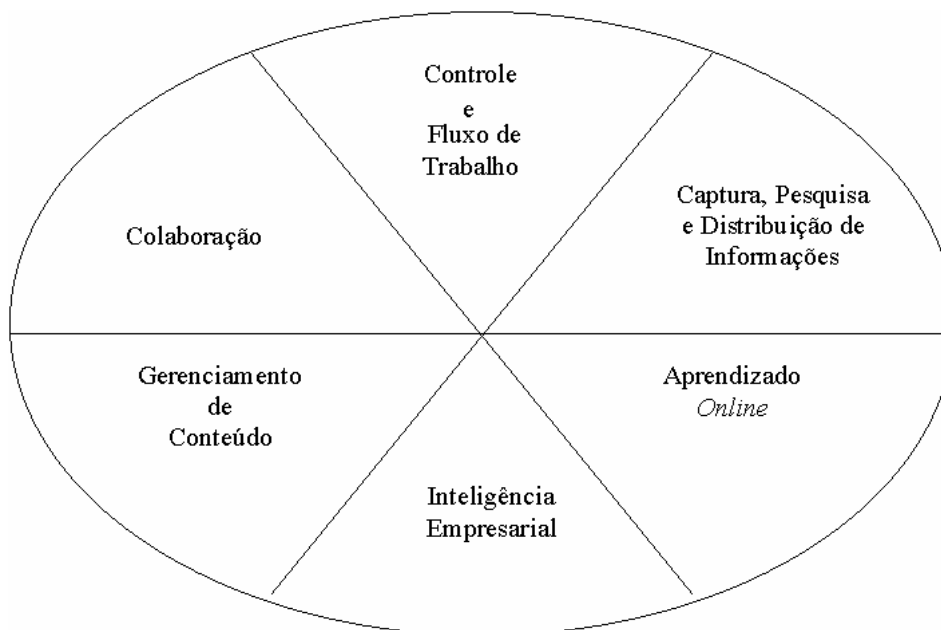 Controle
e
Fluxo de
Trabalho
Captura, Pesquisa
e Distribuição de
Informações
Colaboração
Gerenciamento
de
Conteúdo
Aprendizado
Online
Inteligência
Empresarial